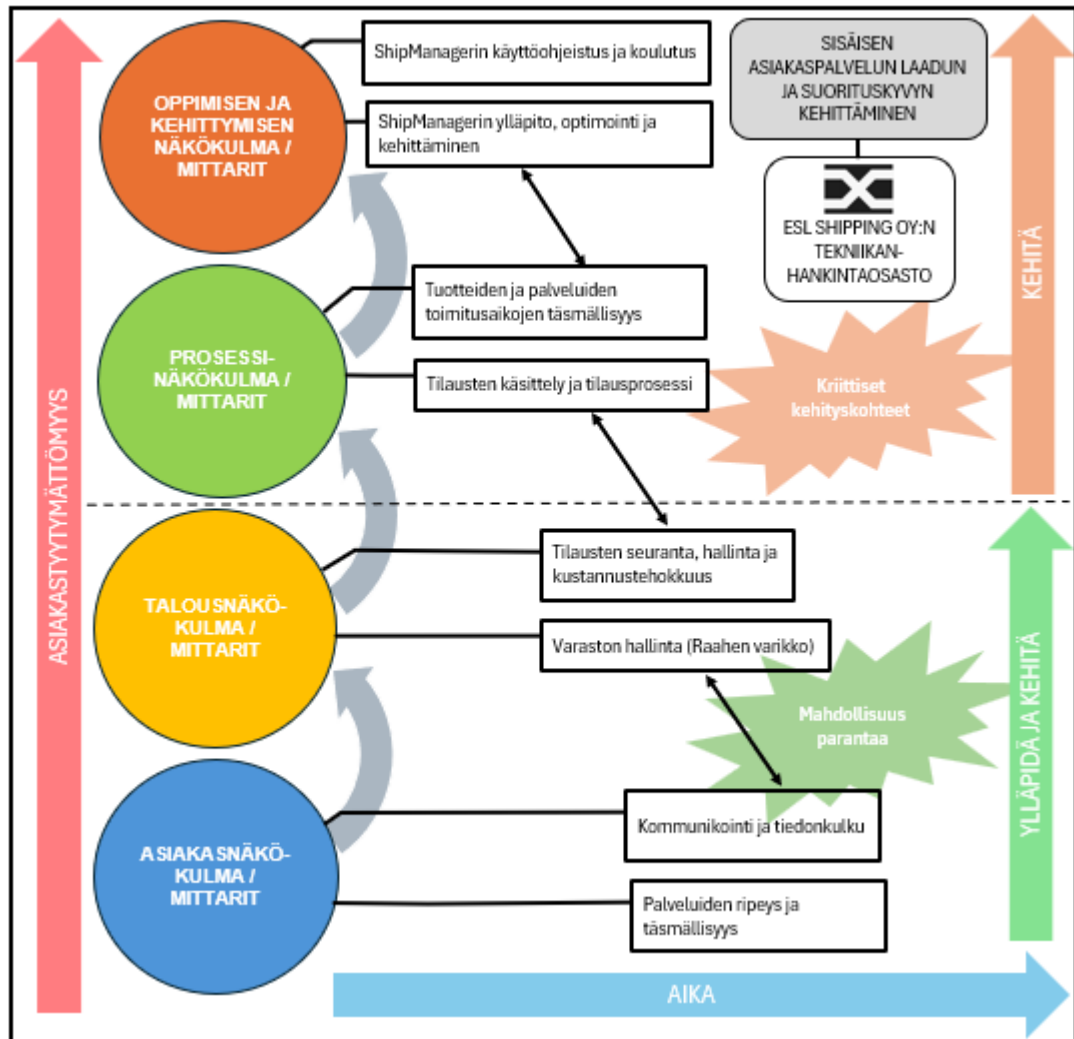 ShipManagerin käyttöohjeistus ja koulutus
OPPIMISEN JA
KEHITTYMISEN
NÄKÖKULMA /
MITTARIT
ShipManagerin ylläpito, optimointi ja
kehittäminen
SISÄISEN
ASIAKASPALVELUN LAADUN
JA SUORITUSKYVYN
KEHITTÄMINEN
ESL SHIPPING OY:N
TEKNIIKAN-
HANKINTAOSASTO
KEHITÄ
Tuotteiden ja palveluiden
toimitusaikojen täsmällisyys
PROSESSI-
NÄKÖKULMA /
MITTARIT
Tilausten käsittely ja tilausprosessi
Kriittiset
kehityskohteet
ASIAKASTYYTYMÄTTÖMYYS
Tilausten seuranta, hallinta ja
kustannustehokkuus
TALOUSNÄKÖ-
KULMA /
MITTARIT
Varaston hallinta (Raahen varikko)
Mahdollisuus
parantaa
YLLÄPIDÄ JA KEHITÄ
Kommunikointi ja tiedonkulku
ASIAKASNÄKÖ-
KULMA /
MITTARIT
Palveluiden ripeys ja
täsmällisyys
AIKA